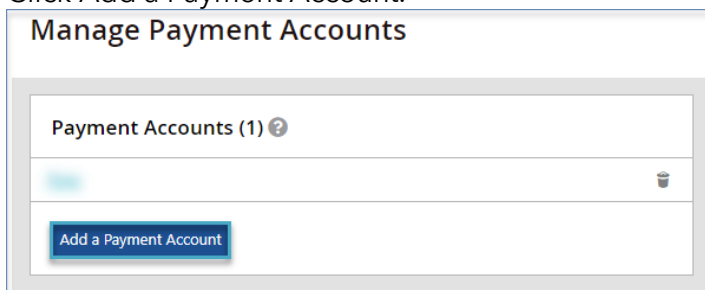 Click Add a Payment Account.
Manage Payment Accounts
Payment Accounts (1)
Add a Payment Account